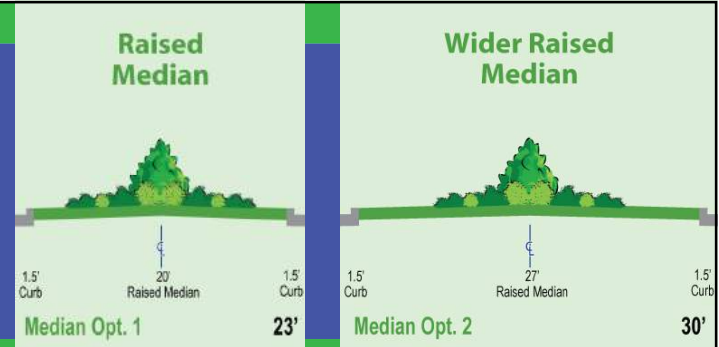 Raised
Median
℄
1.5'
Curb
20'
Raised Median
1.5'
Curb
Median Opt. 1
23'
Wider Raised
Median
℄
1.5'
Curb
27'
Raised Median
1.5'
Curb
Median Opt. 2
30'